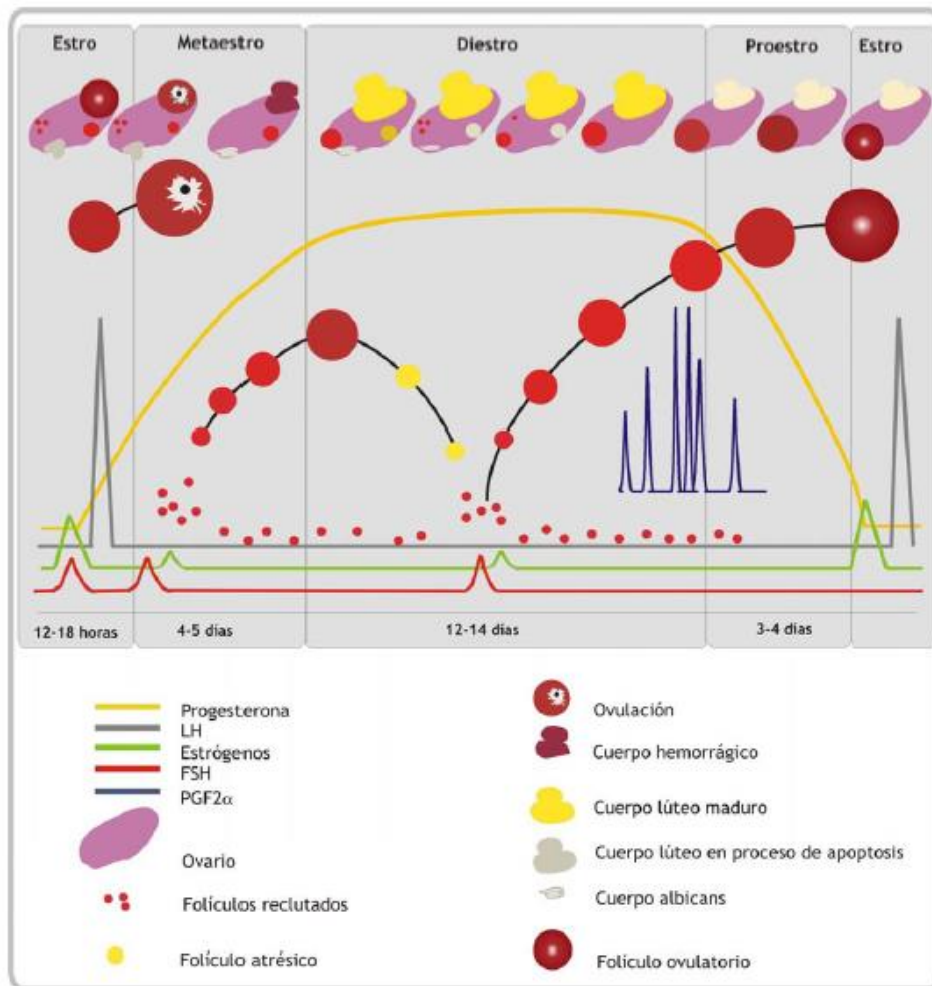 Estro Metaestro Diestro Proestro Estro
12-18 horas 4-5 días 12-14 días 3-4 días
Progesterona
LH
Estrógenos
FSH
PGF2α
Ovario
Folículos reclutados
Folículo atrésico
Ovulación
Cuerpo hemorrágico
Cuerpo lúteo maduro
Cuerpo lúteo en proceso de apoptosis
Cuerpo albicans
Folículo ovulatorio